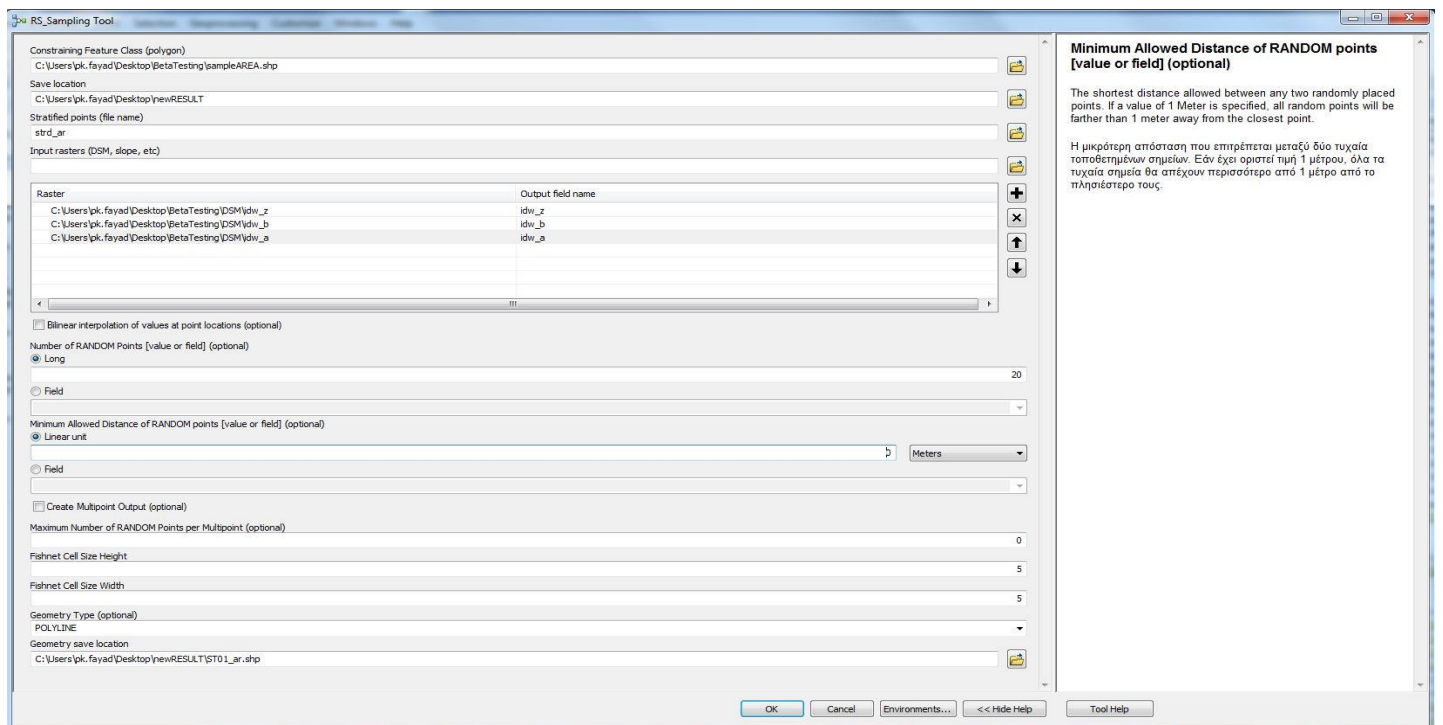 RS_Sampling Tool
Selection Geoprocessing Customize Windows Help
Constraining Feature Class (polygon)
C:\Users\pk.fayad\Desktop\BetaTesting\sampleAREA.shp
Save location
C:\Users\pk.fayad\Desktop\newRESULT
Stratified points (file name)
strd_ar
Input rasters (DSM, slope, etc)
Raster Output field name
C:\Users\pk.fayad\Desktop\BetaTesting\DSM\idw_z idw_z
C:\Users\pk.fayad\Desktop\BetaTesting\DSM\idw_b idw_b
C:\Users\pk.fayad\Desktop\BetaTesting\DSM\idw_a idw_a
Bilinear interpolation of values at point locations (optional)
Number of RANDOM Points [value or field] (optional)
Long
20
Field
Minimum Allowed Distance of RANDOM points [value or field] (optional)
Linear unit
Meters
Field
Create Multipoint Output (optional)
Maximum Number of RANDOM Points per Multipoint (optional)
0
Fishnet Cell Size Height
5
Fishnet Cell Size Width
5
Geometry Type (optional)
POLYLINE
Geometry save location
C:\Users\pk.fayad\Desktop\newRESULT\ST01_ar.shp
OK Cancel Environments... << Hide Help Tool Help
Minimum Allowed Distance of RANDOM points
[value or field] (optional)
The shortest distance allowed between any two randomly placed
points. If a value of 1 Meter is specified, all random points will be
farther than 1 meter away from the closest point.
Η μικρότερη απόσταση που επιτρέπεται μεταξύ δύο τυχαία
τοποθετημένων σημείων. Εάν έχει οριστεί τιμή 1 μέτρου, όλα τα
τυχαία σημεία θα απέχουν περισσότερο από 1 μέτρο από το
πλησιέστερο τους.